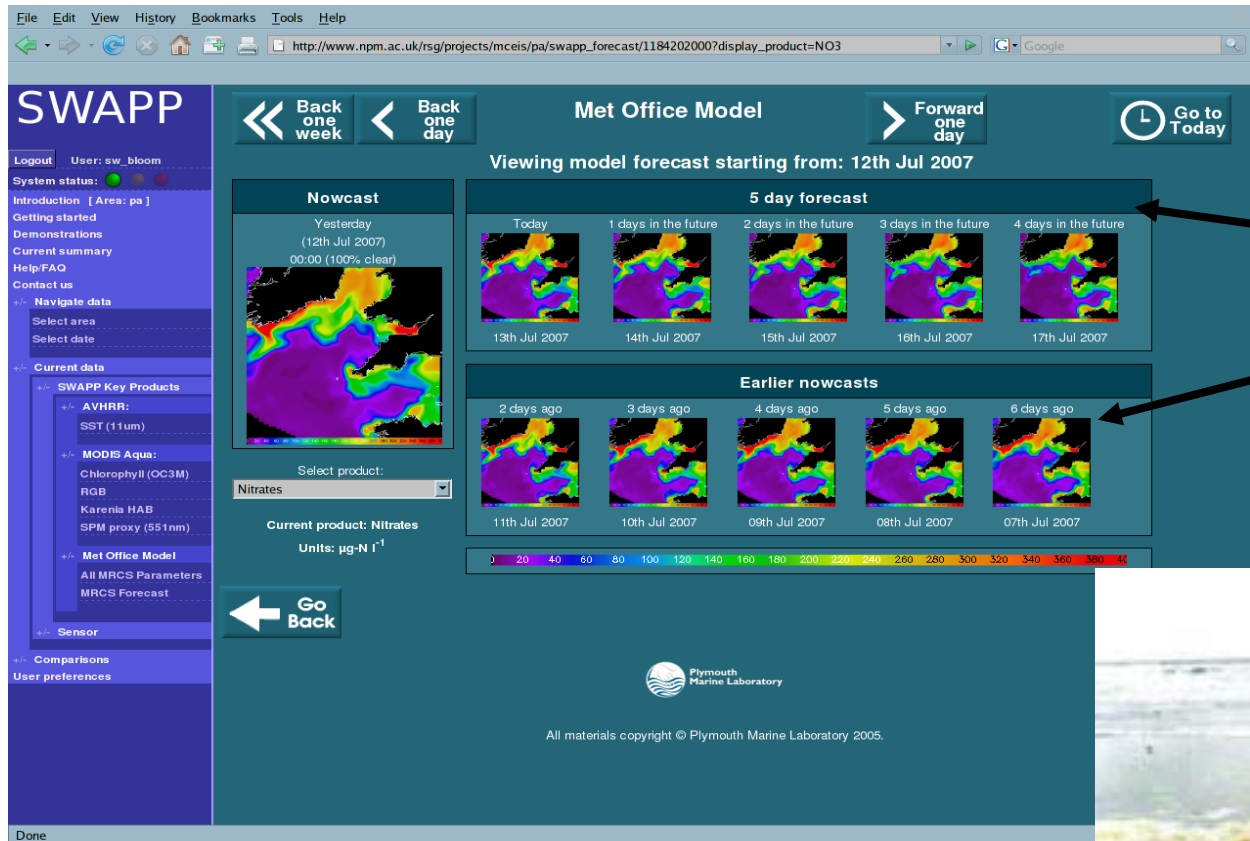 File Edit View History Bookmarks Tools Help
http://www.npm.ac.uk/rsg/projects/mceis/pa/swapp_forecast/1184202000?display_product=NO3
Google
SWAPP
Logout User: sw_bloom
System status:
Introduction [ Area: pa ]
Getting started
Demonstrations
Current summary
Help/FAQ
Contact us
+/- Navigate data
Select area
Select date
+/- Current data
+/- SWAPP Key Products
+/- AVHRR:
SST (11um)
+/- MODIS Aqua:
Chlorophyll (OC3M)
RGB
Karenia HAB
SPM proxy (551nm)
+/- Met Office Model
All MRCS Parameters
MRCS Forecast
+/- Sensor
+/- Comparisons
User preferences
Back one week
Back one day
Met Office Model
Forward one day
Go to Today
Viewing model forecast starting from: 12th Jul 2007
Nowcast
Yesterday
(12th Jul 2007)
00:00 (100% clear)
Select product:
Nitrates
Current product: Nitrates
Units: µg-N l⁻¹
5 day forecast
Today 1 days in the future 2 days in the future 3 days in the future 4 days in the future
13th Jul 2007 14th Jul 2007 15th Jul 2007 16th Jul 2007 17th Jul 2007
Earlier nowcasts
2 days ago 3 days ago 4 days ago 5 days ago 6 days ago
11th Jul 2007 10th Jul 2007 09th Jul 2007 08th Jul 2007 07th Jul 2007
20 40 60 80 100 120 140 160 180 200 220 240 260 280 300 320 340 360 380
Go Back
Plymouth
Marine Laboratory
All materials copyright © Plymouth Marine Laboratory 2005.
Done